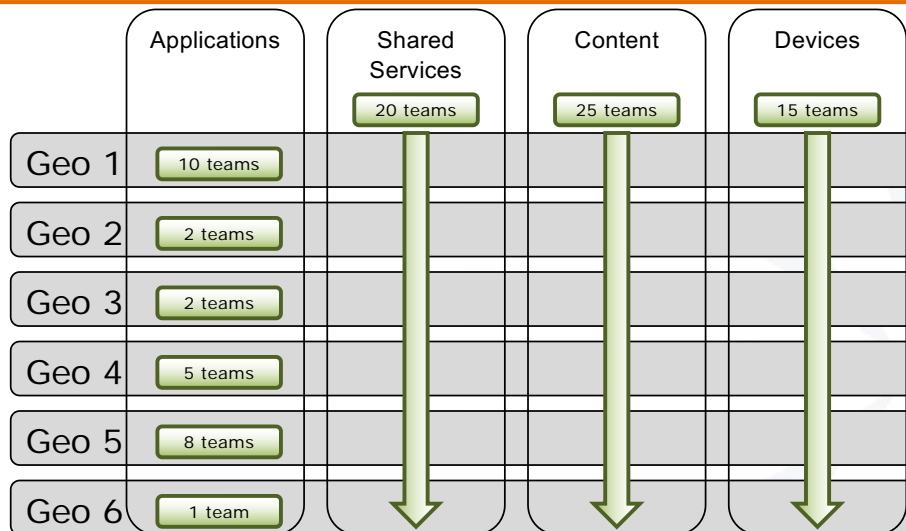 Applications
Shared
Services
Content
Devices
20 teams
25 teams
15 teams
Geo 1
10 teams
Geo 2
2 teams
Geo 3
2 teams
Geo 4
5 teams
Geo 5
8 teams
Geo 6
1 team